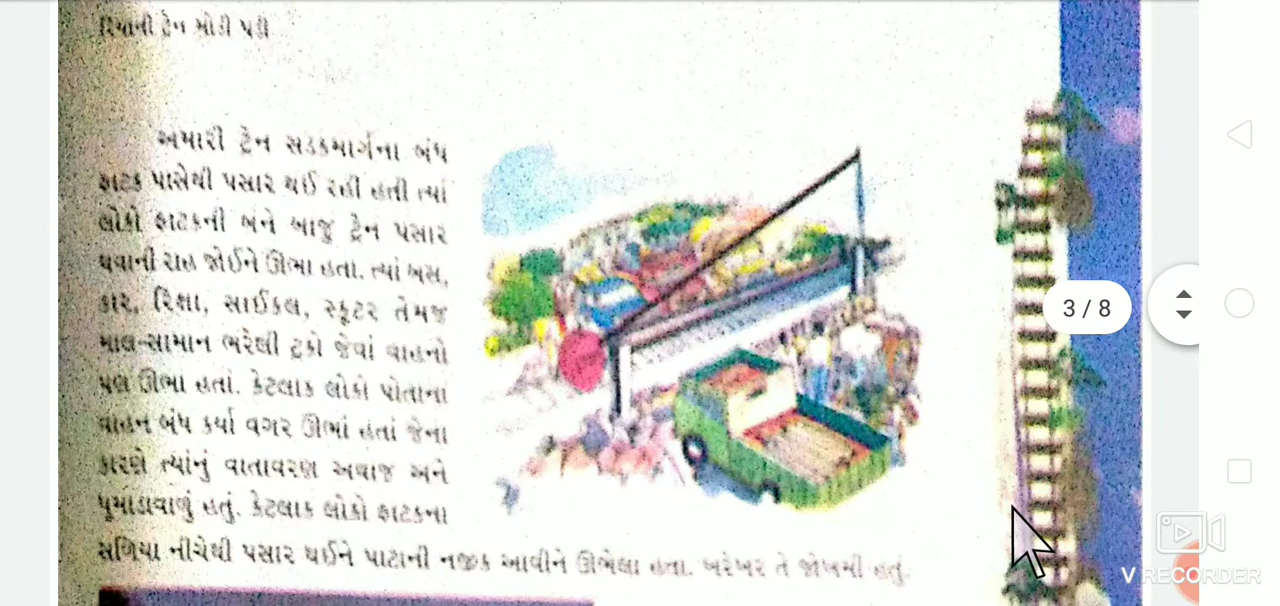 રિયાની ટ્રેન મોડી પડી
અમારી ટ્રેન સડકમાર્ગના બંધ
ફાટક પાસેથી પસાર થઈ રહી હતી ત્યાં
લોકો ફાટકની બંને બાજુ ટ્રેન પસાર
થવાની રાહ જોઈને ઊભા હતા. ત્યાં બસ,
કાર, રિક્ષા, સાઈકલ, સ્કૂટર તેમજ
માલ-સામાન ભરેલી ટ્રકો જેવાં વાહનો
પણ ઊભા હતાં. કેટલાક લોકો પોતાના
વાહન બંધ કર્યા વગર ઊભાં હતાં જેના
કારણે ત્યાંનું વાતાવરણ અવાજ અને
ધૂમાડાવાળું હતું. કેટલાક લોકો ફાટકના
સળિયા નીચેથી પસાર થઈને પાટાની નજીક આવીને ઊભેલા હતા. ખરેખર તે જોખમી હતું.
3 / 8
V RECORDER